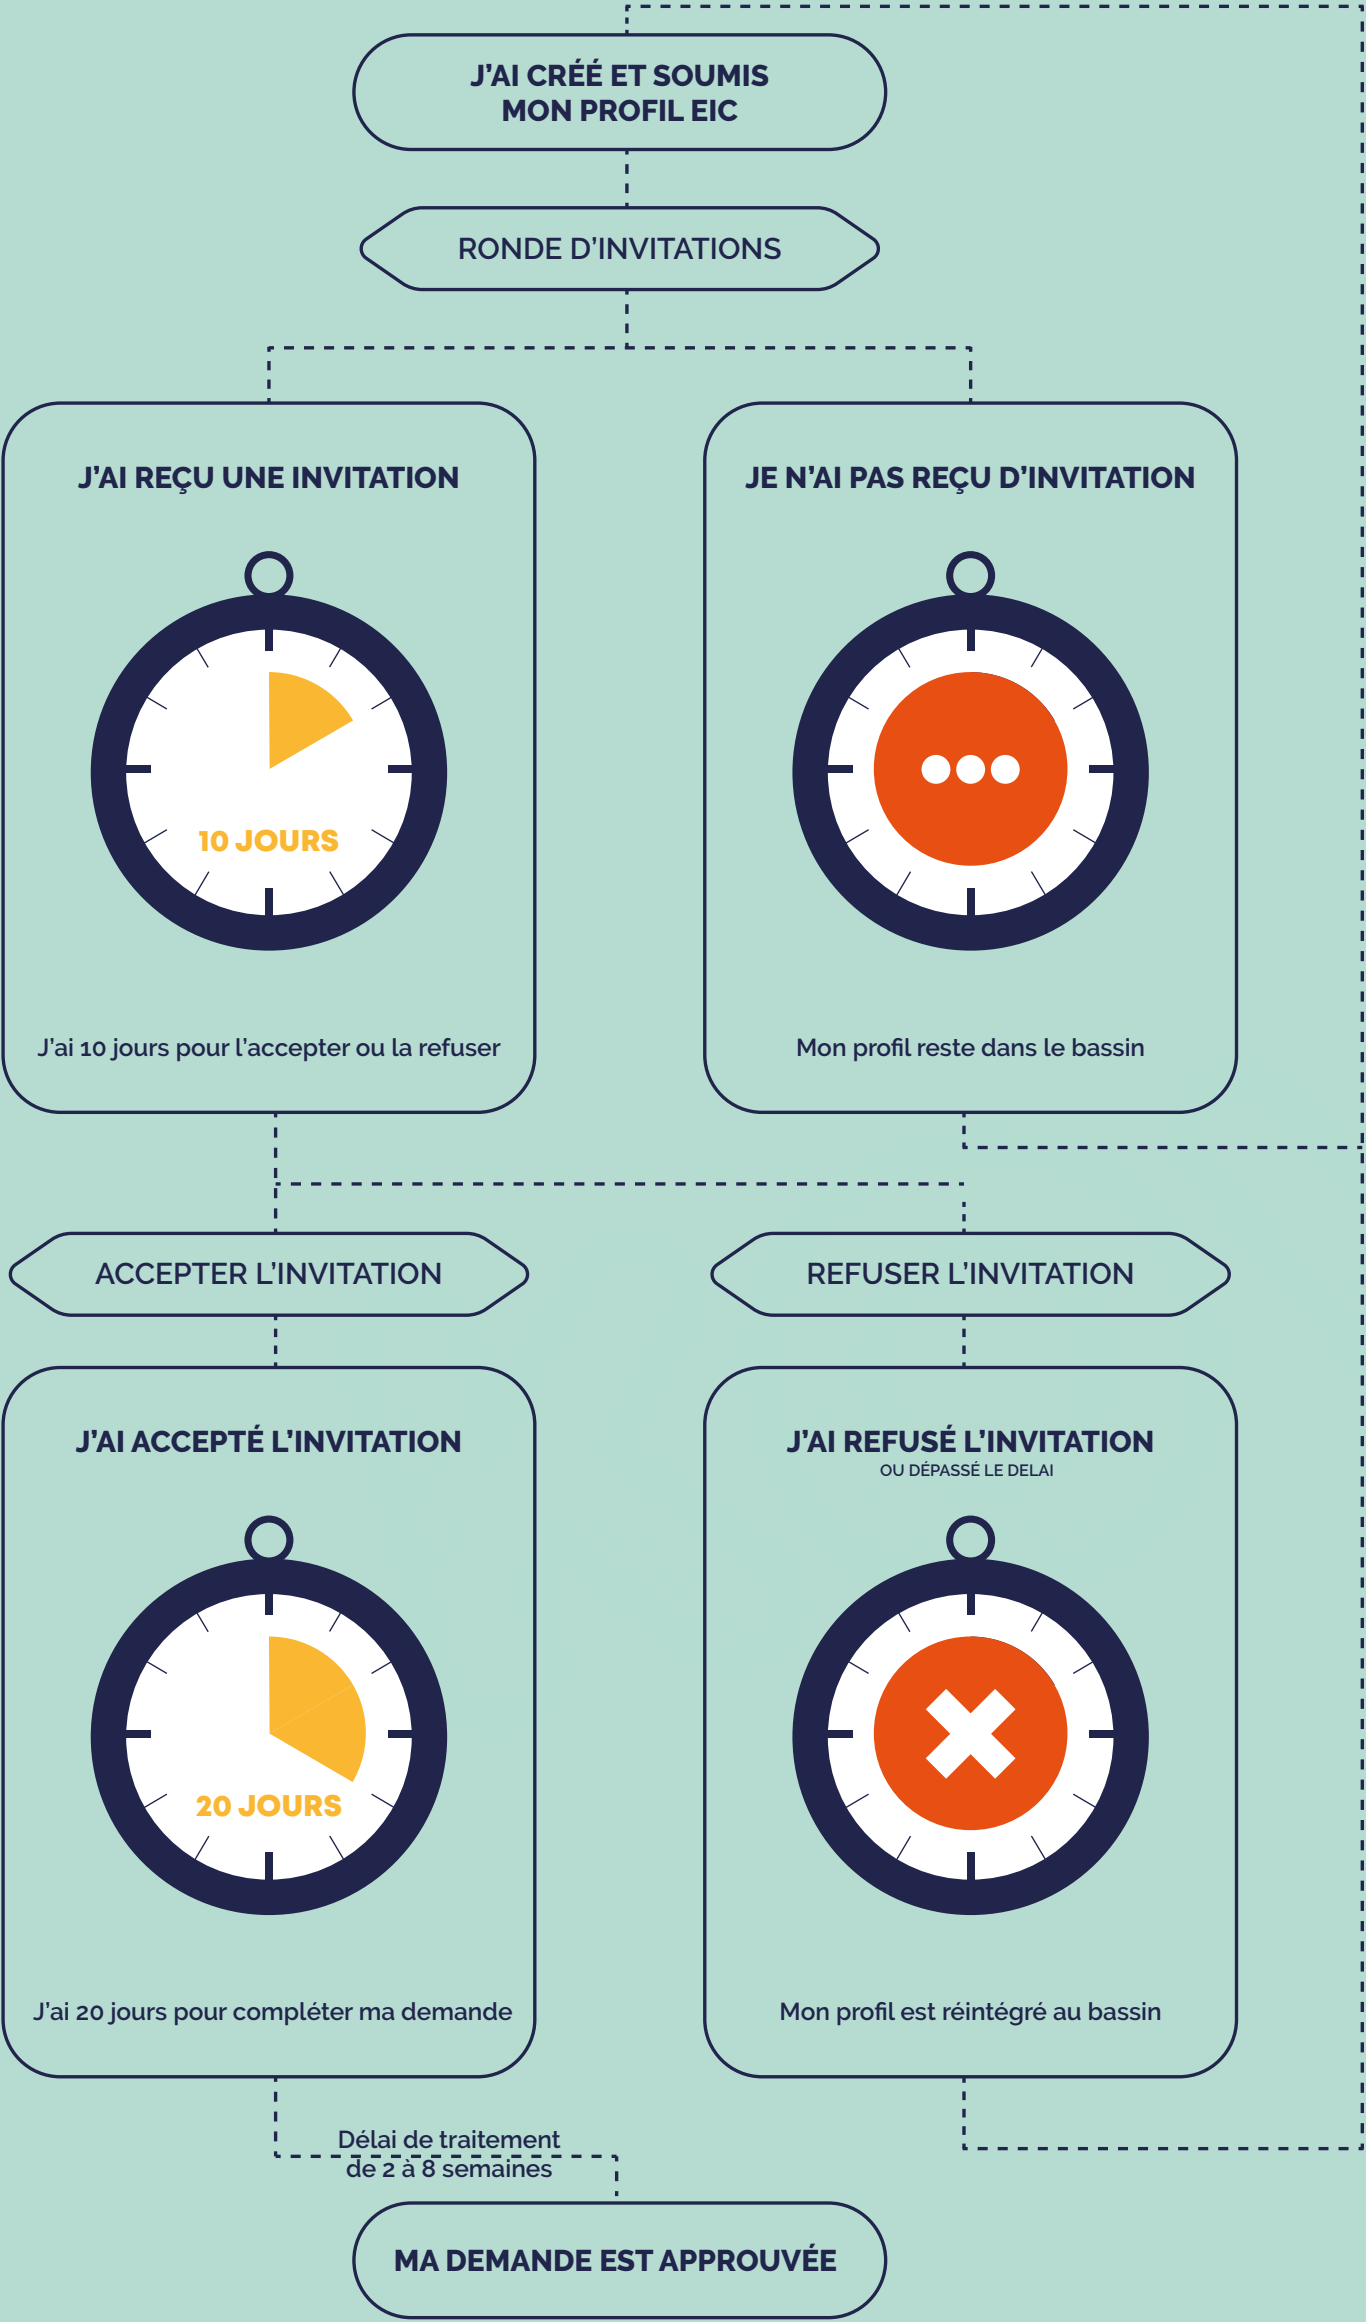 J'AI CRÉÉ ET SOUMIS
MON PROFIL EIC
RONDE D'INVITATIONS
J'AI REÇU UNE INVITATION
10 JOURS
J'ai 10 jours pour l'accepter ou la refuser
JE N'AI PAS REÇU D'INVITATION
Mon profil reste dans le bassin
ACCEPTER L'INVITATION
REFUSER L'INVITATION
J'AI ACCEPTÉ L'INVITATION
20 JOURS
J'ai 20 jours pour compléter ma demande
J'AI REFUSÉ L'INVITATION
OU DÉPASSÉ LE DELAI
Mon profil est réintégré au bassin
Délai de traitement
de 2 à 8 semaines
MA DEMANDE EST APPROUVÉE